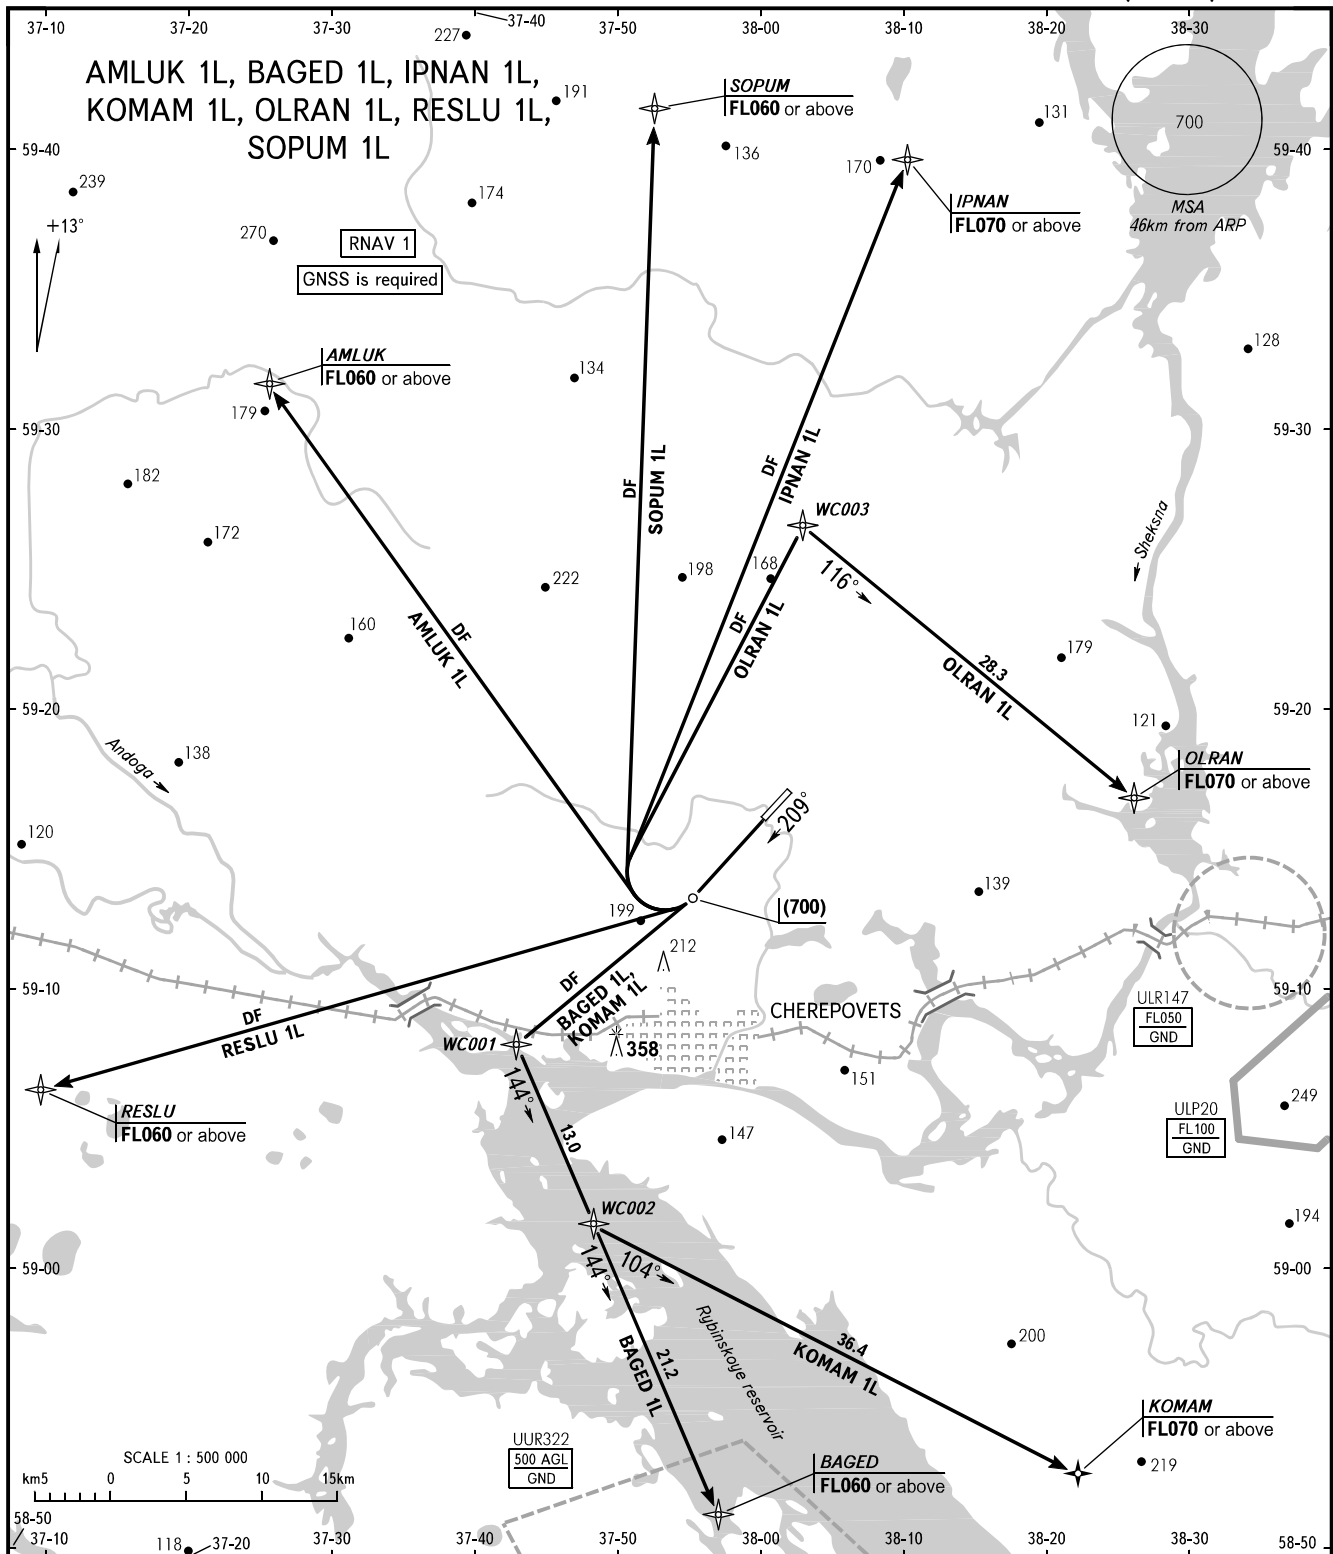 37-10
37-20
37-30
37-40
37-50
38-00
38-10
38-20
38-30
227
AMLUK 1L, BAGED 1L, IPNAN 1L,
KOMAM 1L, OLRAN 1L, RESLU 1L,
SOPUM 1L
191
SOPUM
FL060 or above
131
700
59-40
136
170
59-40
239
174
IPNAN
FL070 or above
MSA
46km from ARP
+13°
270
RNAV 1
GNSS is required
128
AMLUK
FL060 or above
134
179
59-30
59-30
DF
IPNAN 1L
DF
SOPUM 1L
182
WC003
Sheksna
172
222
198
168
116°
160
DF
AMLUK 1L
DF
OLRAN 1L
179
28.3
OLRAN 1L
59-20
121
59-20
Andoga
138
OLRAN
FL070 or above
209°
120
139
199
(700)
212
59-10
DF
BAGED 1L,
KOMAM 1L
CHEREPOVETS
ULR147
FL050
GND
59-10
DF
RESLU 1L
WC001
358
151
144°
RESLU
FL060 or above
249
ULP20
FL100
GND
13.0
147
WC002
194
59-00
144°
104°
59-00
Rybinskoye reservoir
200
36.4
KOMAM 1L
21.2
BAGED 1L
KOMAM
FL070 or above
219
UUR322
500 AGL
GND
BAGED
FL060 or above
SCALE 1 : 500 000
km5 0 5 10 15km
58-50
37-10
118
37-20
37-30
37-40
37-50
38-00
38-10
38-20
38-30
58-50